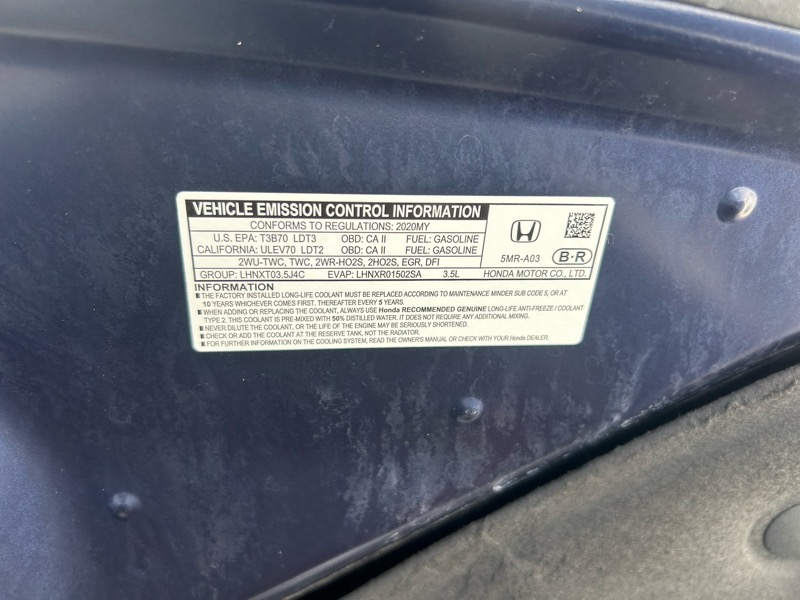 VEHICLE EMISSION CONTROL INFORMATION
CONFORMS TO REGULATIONS: 2020MY
U.S. EPA: T3B70 LDT3 OBD: CA II FUEL: GASOLINE
CALIFORNIA: ULEV70 LDT2 OBD: CA II FUEL: GASOLINE
2WU-TWC, TWC, 2WR-HO2S, 2HO2S, EGR, DFI
GROUP: LHNXT03.5J4C EVAP: LHNXR01502SA 3.5L
5MR-A03 B-R
HONDA MOTOR CO., LTD.
INFORMATION
■ THE FACTORY INSTALLED LONG-LIFE COOLANT MUST BE REPLACED ACCORDING TO MAINTENANCE MINDER SUB CODE 5, OR AT
10 YEARS WHICHEVER COMES FIRST, THEREAFTER EVERY 5 YEARS.
■ WHEN ADDING OR REPLACING THE COOLANT, ALWAYS USE Honda RECOMMENDED GENUINE LONG-LIFE ANTI-FREEZE / COOLANT
TYPE 2. THIS COOLANT IS PRE-MIXED WITH 50% DISTILLED WATER. IT DOES NOT REQUIRE ANY ADDITIONAL MIXING.
■ NEVER DILUTE THE COOLANT, OR THE LIFE OF THE ENGINE MAY BE SERIOUSLY SHORTENED.
■ CHECK OR ADD THE COOLANT AT THE RESERVE TANK, NOT THE RADIATOR.
■ FOR FURTHER INFORMATION ON THE COOLING SYSTEM, READ THE OWNER'S MANUAL OR CHECK WITH YOUR Honda DEALER.